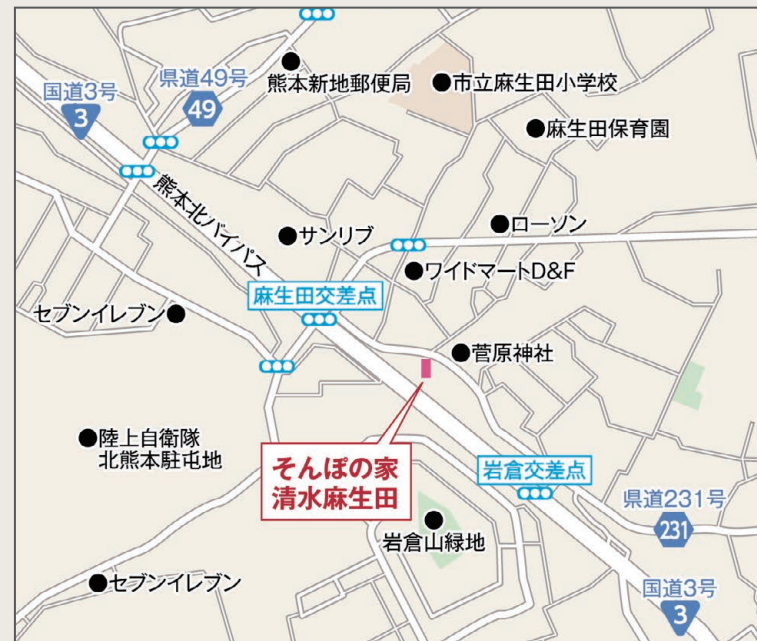 国道3号
3
県道49号
49
熊本新地郵便局
市立麻生田小学校
麻生田保育園
熊本北バイパス
サンリブ
ローソン
ワイドマートD&F
麻生田交差点
セブンイレブン
菅原神社
陸上自衛隊
北熊本駐屯地
そんぽの家
清水麻生田
岩倉交差点
県道231号
231
岩倉山緑地
セブンイレブン
国道3号
3